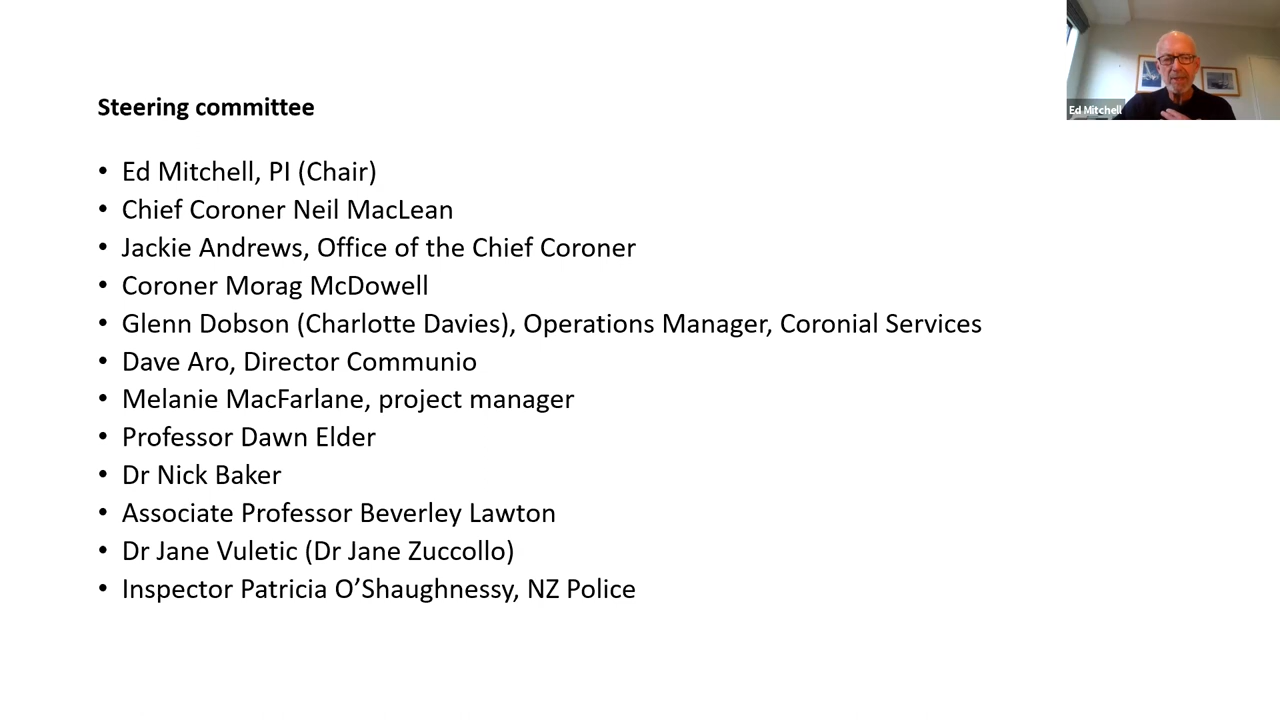 Steering committee
• Ed Mitchell, PI (Chair)
• Chief Coroner Neil MacLean
• Jackie Andrews, Office of the Chief Coroner
• Coroner Morag McDowell
• Glenn Dobson (Charlotte Davies), Operations Manager, Coronial Services
• Dave Aro, Director Communio
• Melanie MacFarlane, project manager
• Professor Dawn Elder
• Dr Nick Baker
• Associate Professor Beverley Lawton
• Dr Jane Vuletic (Dr Jane Zuccollo)
• Inspector Patricia O’Shaughnessy, NZ Police
Ed Mitchell